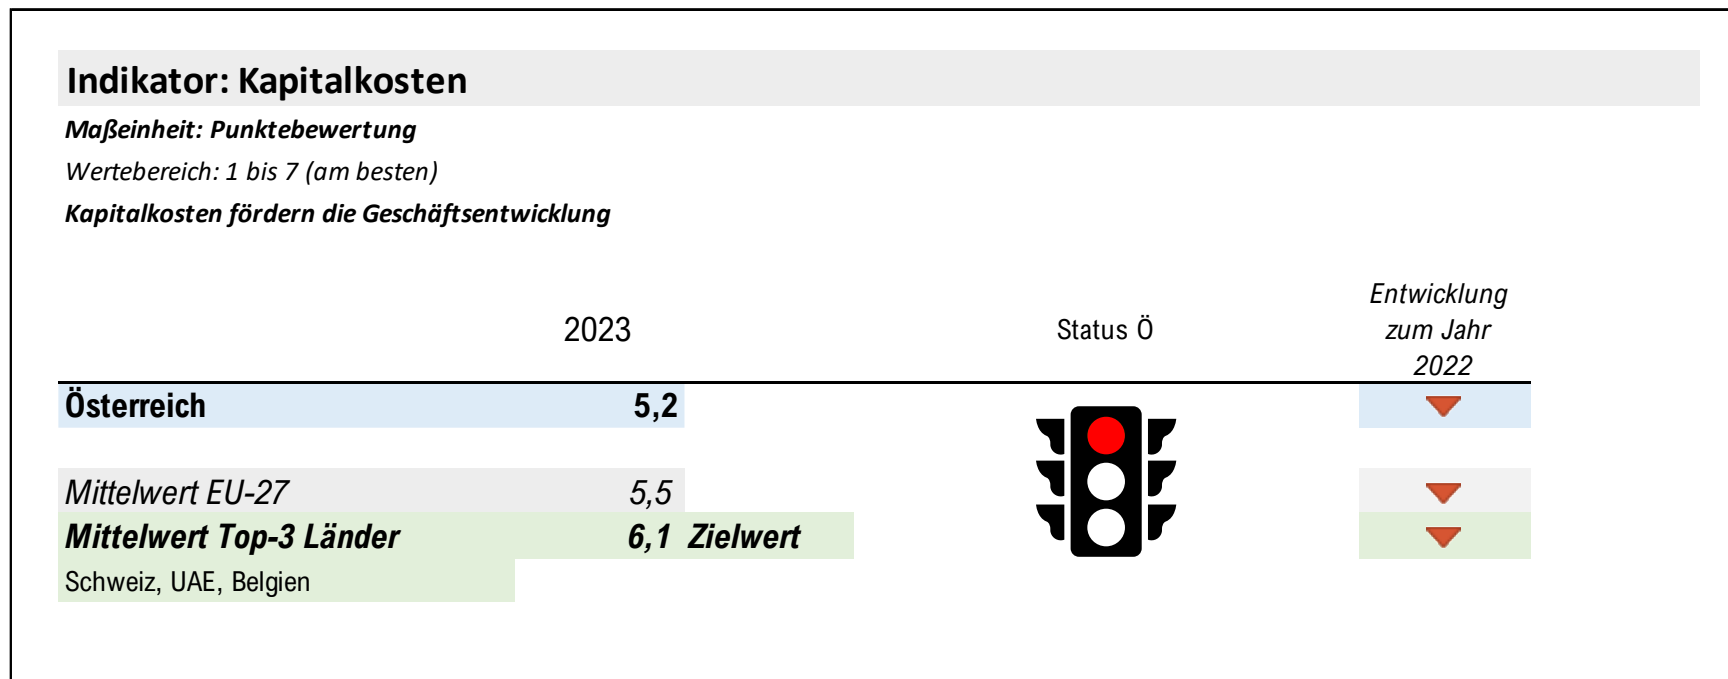 Indikator: Kapitalkosten
Maßeinheit: Punktebewertung
Wertebereich: 1 bis 7 (am besten)
Kapitalkosten fördern die Geschäftsentwicklung
2023 Status Ö Entwicklung
zum Jahr
2022
Österreich 5,2
Mittelwert EU-27 5,5
Mittelwert Top-3 Länder 6,1 Zielwert
Schweiz, UAE, Belgien